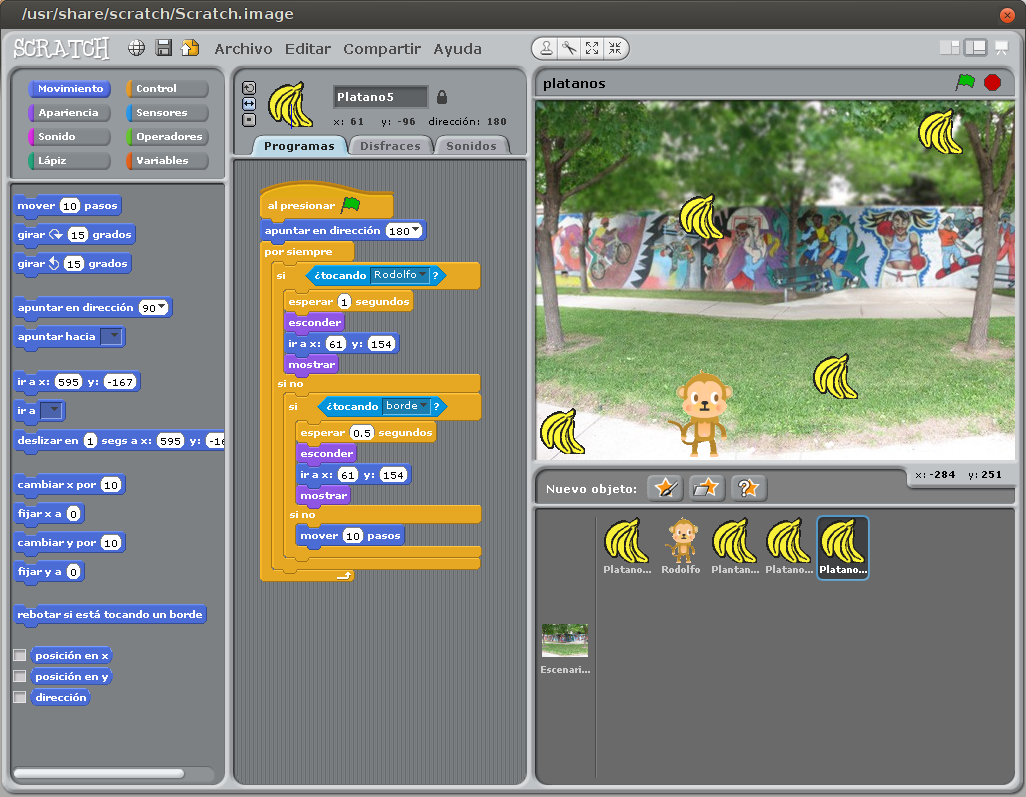 /usr/share/scratch/Scratch.image
SCRATCH Archivo Editar Compartir Ayuda
Movimiento Control
Apariencia Sensores
Sonido Operadores
Lápiz Variables
mover 10 pasos
girar 15 grados
girar 15 grados
apuntar en dirección 90
apuntar hacia
ir a x: 595 y: -167
ir a
deslizar en 1 segs a x: 595 y: -16
cambiar x por 10
fijar x a 0
cambiar y por 10
fijar y a 0
rebotar si está tocando un borde
posición en x
posición en y
dirección
Platano5
x: 61 y: -96 dirección: 180
Programas Disfraces Sonidos
al presionar
apuntar en dirección 180
por siempre
si ¿tocando Rodolfo ?
esperar 1 segundos
esconder
ir a x: 61 y: 154
mostrar
si no
si ¿tocando borde ?
esperar 0.5 segundos
esconder
ir a x: 61 y: 154
mostrar
si no
mover 10 pasos
platanos
x: -284 y: 251
Nuevo objeto:
Platano... Rodolfo Plantan... Platano... Platano...
Escenari...